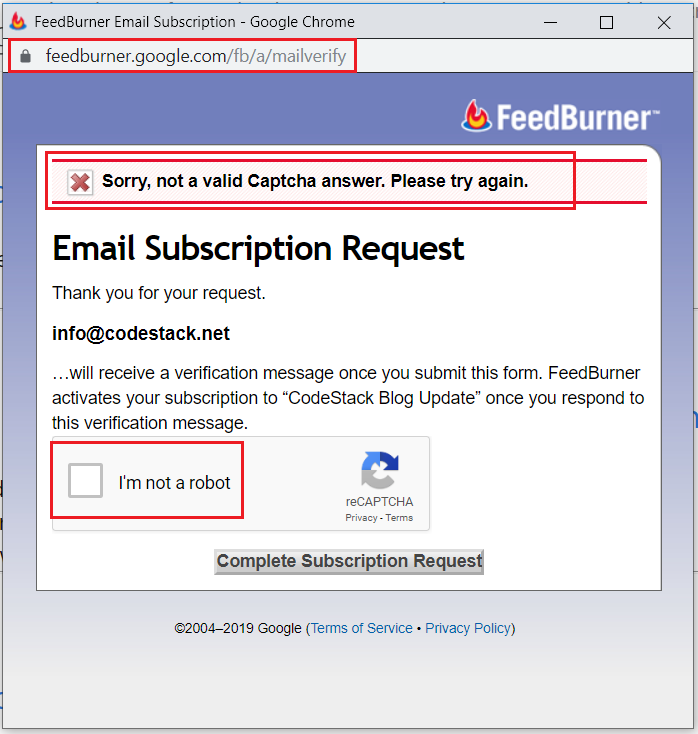 FeedBurner Email Subscription - Google Chrome
feedburner.google.com/fb/a/mailverify
FeedBurner™
Sorry, not a valid Captcha answer. Please try again.
Email Subscription Request
Thank you for your request.
info@codestack.net
…will receive a verification message once you submit this form. FeedBurner
activates your subscription to “CodeStack Blog Update” once you respond to
this verification message.
I'm not a robot
reCAPTCHA
Privacy - Terms
Complete Subscription Request
©2004–2019 Google (Terms of Service • Privacy Policy)